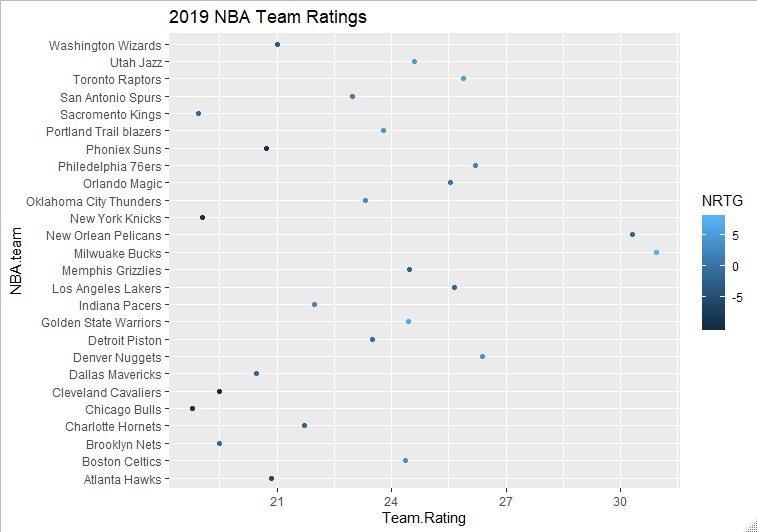 2019 NBA Team Ratings
NBA.team
Washington Wizards
Utah Jazz
Toronto Raptors
San Antonio Spurs
Sacromento Kings
Portland Trail blazers
Phoniex Suns
Philedelphia 76ers
Orlando Magic
Oklahoma City Thunders
New York Knicks
New Orlean Pelicans
Milwuake Bucks
Memphis Grizzlies
Los Angeles Lakers
Indiana Pacers
Golden State Warriors
Detroit Piston
Denver Nuggets
Dallas Mavericks
Cleveland Cavaliers
Chicago Bulls
Charlotte Hornets
Brooklyn Nets
Boston Celtics
Atlanta Hawks
21 24 27 30
Team.Rating
NRTG
5
0
-5